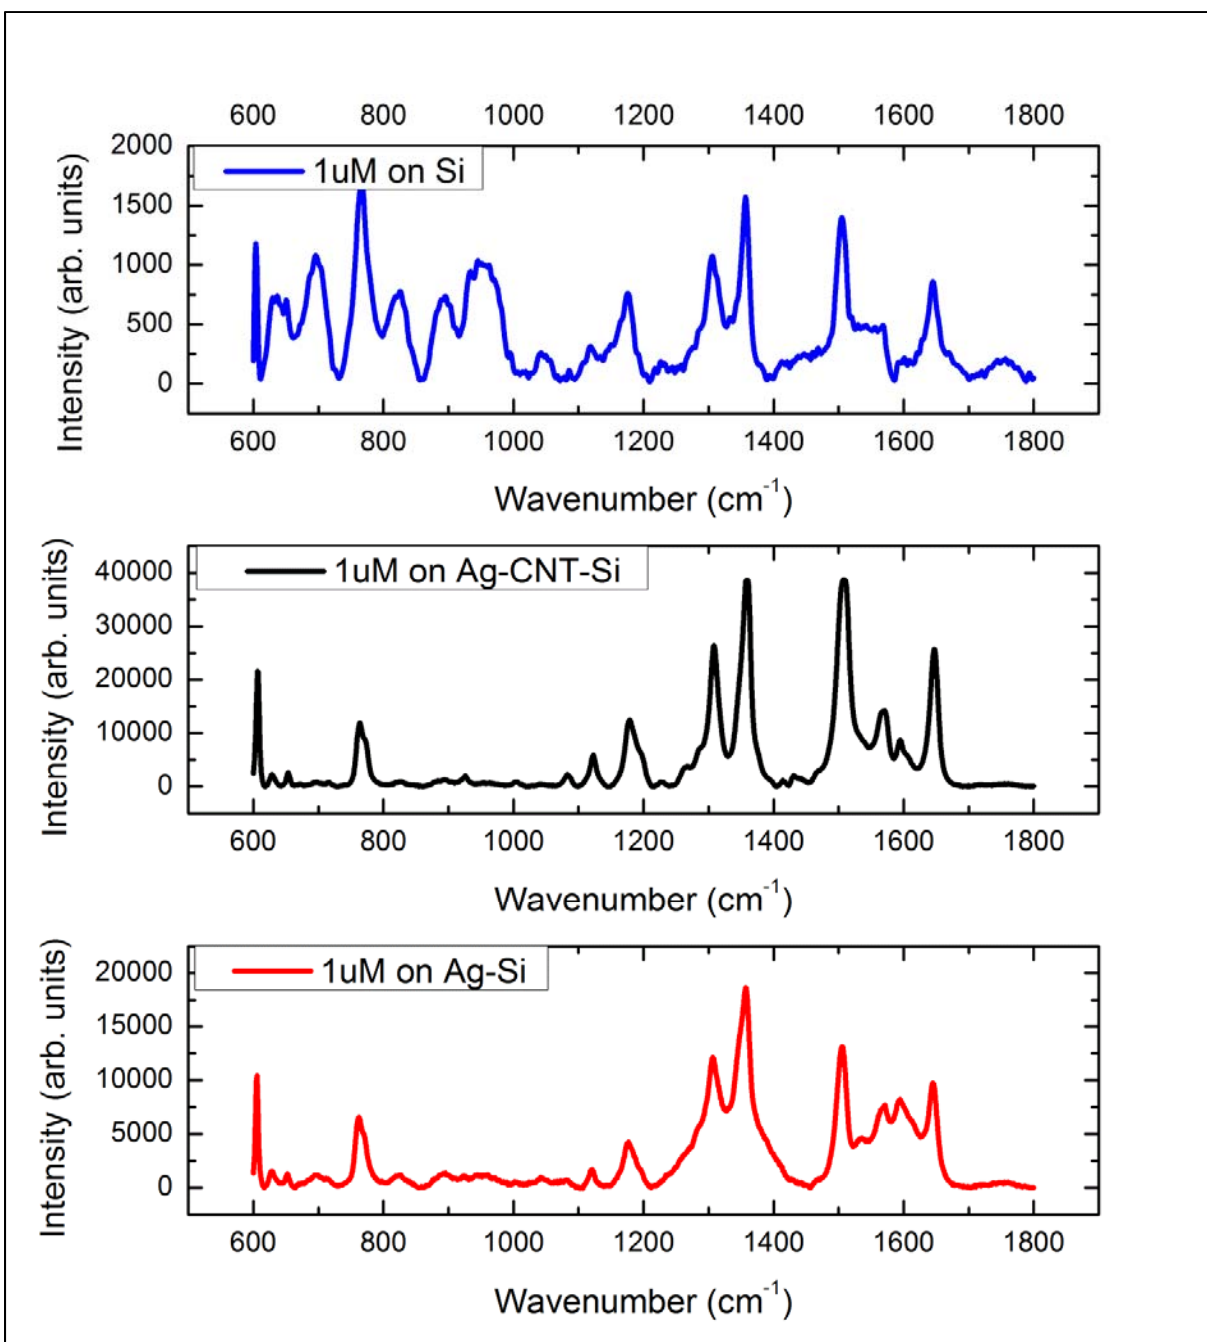 600 800 1000 1200 1400 1600 1800
2000
1500
1000
500
0
Intensity (arb. units)
1uM on Si
600 800 1000 1200 1400 1600 1800
Wavenumber (cm⁻¹)
40000
30000
20000
10000
0
Intensity (arb. units)
1uM on Ag-CNT-Si
600 800 1000 1200 1400 1600 1800
Wavenumber (cm⁻¹)
20000
15000
10000
5000
0
Intensity (arb. units)
1uM on Ag-Si
600 800 1000 1200 1400 1600 1800
Wavenumber (cm⁻¹)